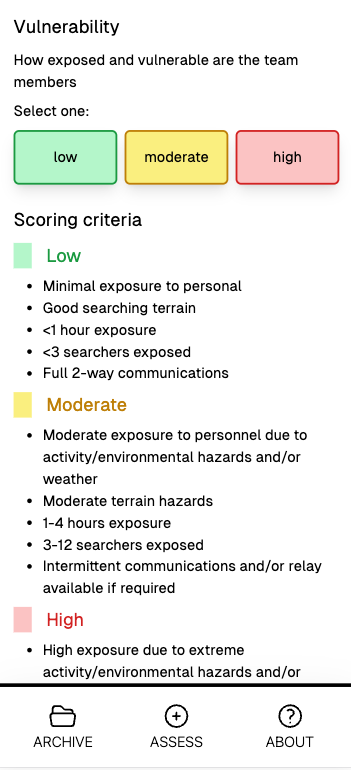 Vulnerability
How exposed and vulnerable are the team
members
Select one:
low moderate high
Scoring criteria
Low
• Minimal exposure to personal
• Good searching terrain
• <1 hour exposure
• <3 searchers exposed
• Full 2-way communications
Moderate
• Moderate exposure to personnel due to
activity/environmental hazards and/or
weather
• Moderate terrain hazards
• 1-4 hours exposure
• 3-12 searchers exposed
• Intermittent communications and/or relay
available if required
High
• High exposure due to extreme
activity/environmental hazards and/or
ARCHIVE ASSESS ABOUT